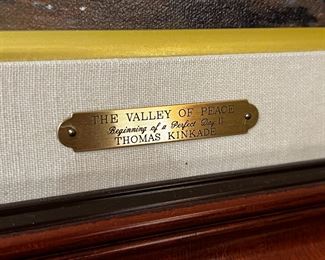 THE VALLEY OF PEACE
Beginning of a Perfect Day II
THOMAS KINKADE